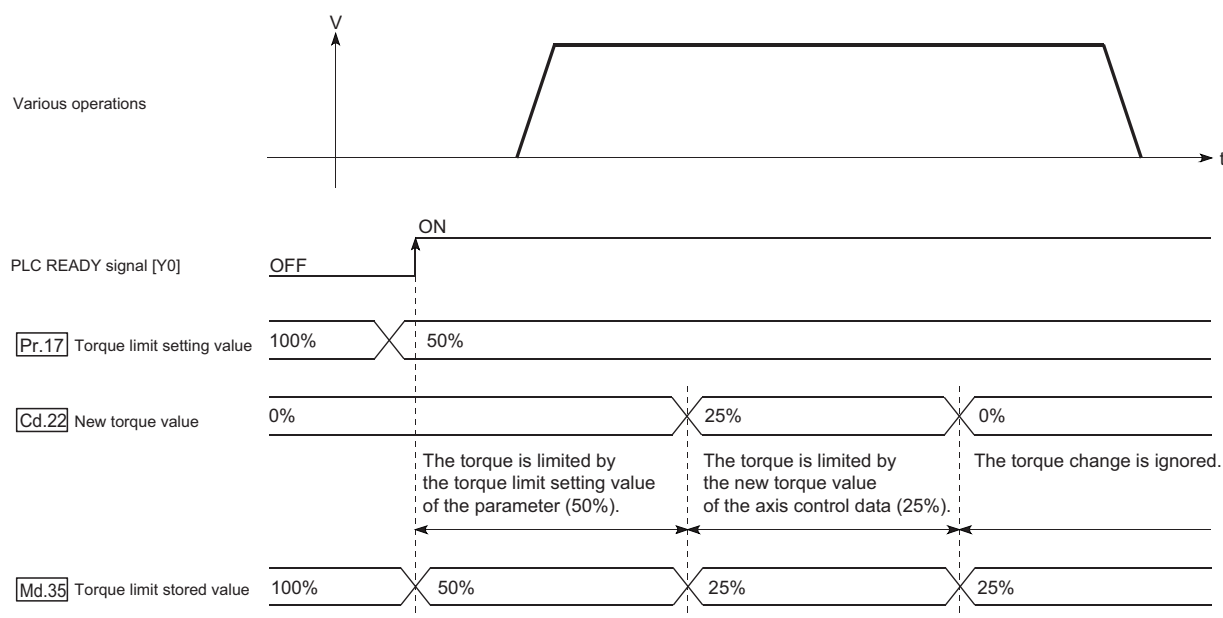 V
Various operations
t
ON
PLC READY signal [Y0]
OFF
Pr.17 Torque limit setting value
100%
50%
Cd.22 New torque value
0%
25%
0%
The torque is limited by
the torque limit setting value
of the parameter (50%).
The torque is limited by
the new torque value
of the axis control data (25%).
The torque change is ignored.
Md.35 Torque limit stored value
100%
50%
25%
25%